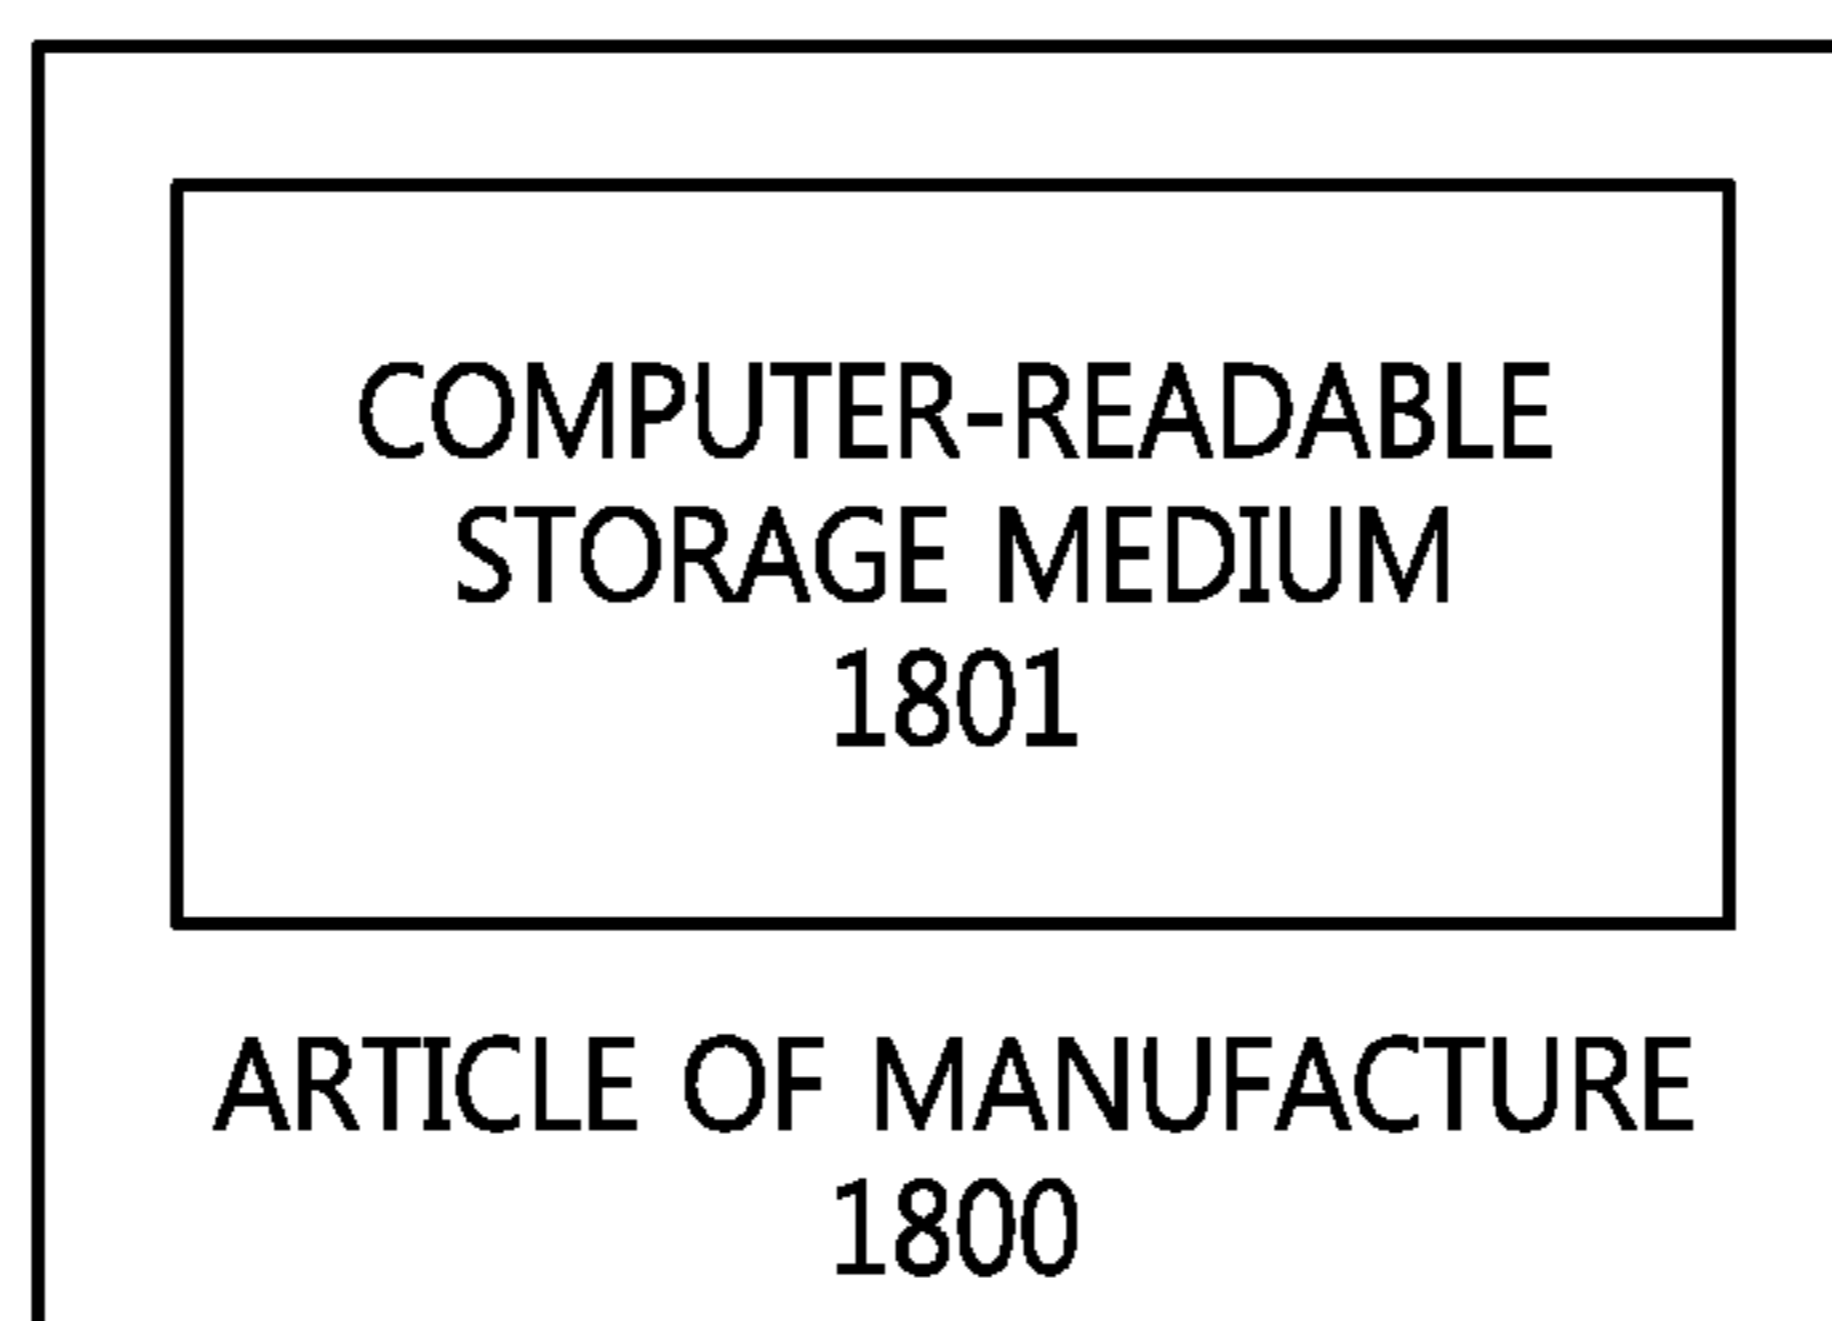 COMPUTER-READABLE
STORAGE MEDIUM
1801
ARTICLE OF MANUFACTURE
1800